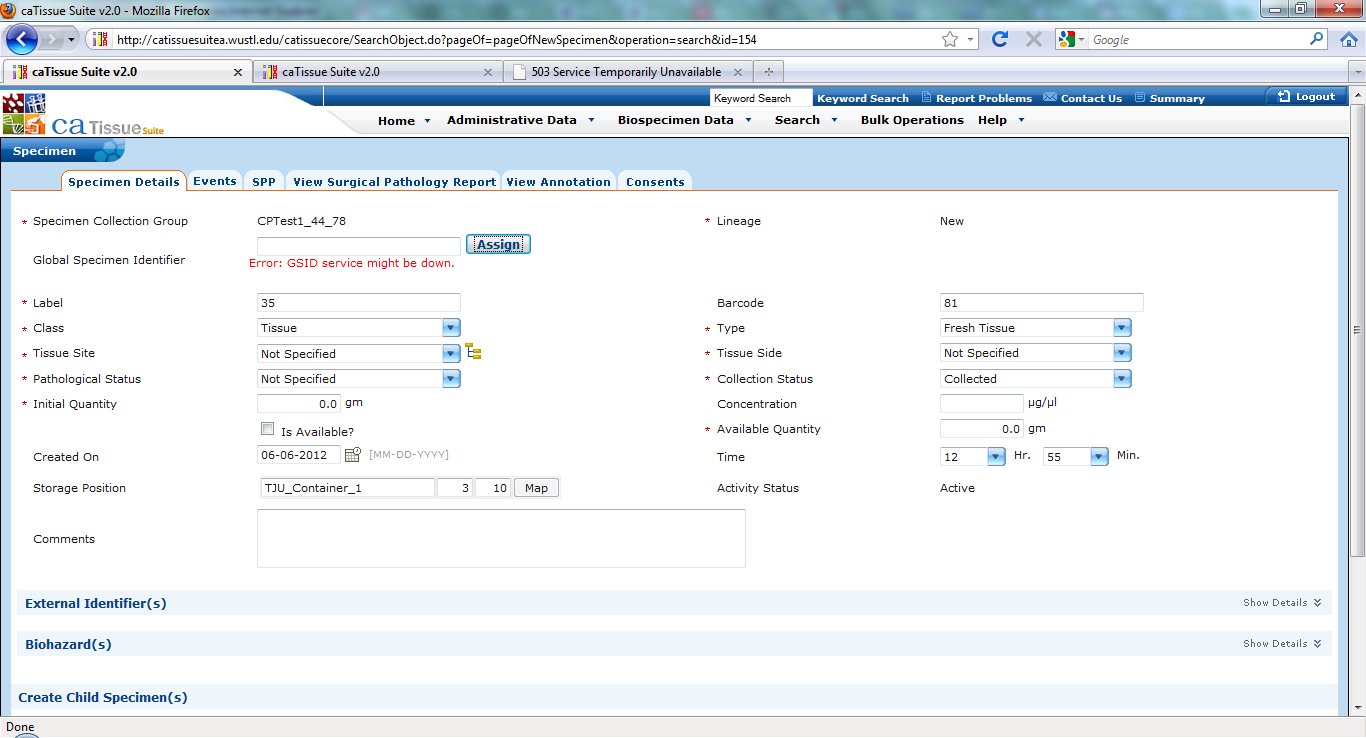 caTissue Suite v2.0 - Mozilla Firefox
http://catissuesuitea.wustl.edu/catissuecore/SearchObject.do?pageOf=pageOfNewSpecimen&operation=search&id=154
Google
caTissue Suite v2.0
caTissue Suite v2.0
503 Service Temporarily Unavailable
Keyword Search
Keyword Search
Report Problems
Contact Us
Summary
Logout
ca Tissue Suite
Home
Administrative Data
Biospecimen Data
Search
Bulk Operations
Help
Specimen
Specimen Details
Events
SPP
View Surgical Pathology Report
View Annotation
Consents
* Specimen Collection Group CPTest1_44_78 * Lineage New
Global Specimen Identifier Assign
Error: GSID service might be down.
* Label 35 Barcode 81
* Class Tissue * Type Fresh Tissue
* Tissue Site Not Specified * Tissue Side Not Specified
* Pathological Status Not Specified * Collection Status Collected
* Initial Quantity 0.0 gm Concentration µg/µl
Is Available? * Available Quantity 0.0 gm
Created On 06-06-2012 [MM-DD-YYYY] Time 12 Hr. 55 Min.
Storage Position TJU_Container_1 3 10 Map Activity Status Active
Comments
External Identifier(s) Show Details
Biohazard(s) Show Details
Create Child Specimen(s)
Done